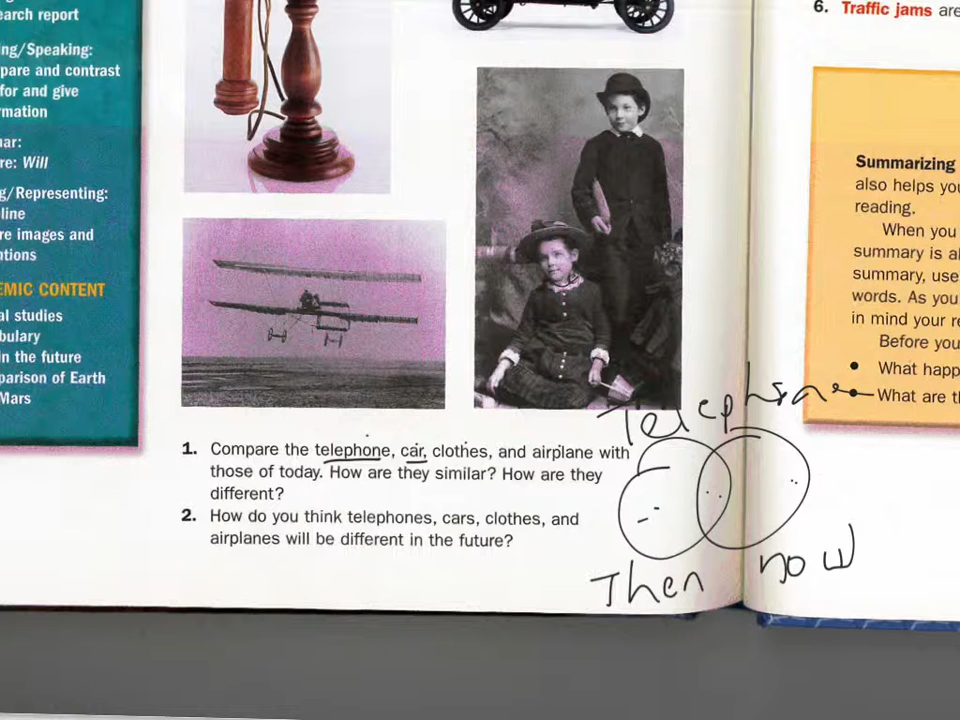 earch report
ing/Speaking:
pare and contrast
for and give
rmation
nar:
re: Will
g/Representing:
line
re images and
ntions
EMIC CONTENT
al studies
bulary
in the future
parison of Earth
Mars
6. Traffic jams are
Summarizing
also helps you
reading.
When you
summary is a
summary, use
words. As you
in mind your re
Before you
• What happ
• What are th
1. Compare the telephone, car, clothes, and airplane with
those of today. How are they similar? How are they
different?
2. How do you think telephones, cars, clothes, and
airplanes will be different in the future?
Telephone
Then now